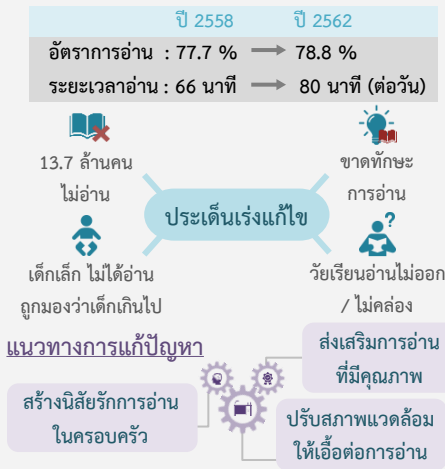 ปี 2558 ปี 2562
อัตราการอ่าน : 77.7 % 78.8 %
ระยะเวลาอ่าน : 66 นาที 80 นาที (ต่อวัน)
13.7 ล้านคน
ไม่อ่าน
ขาดทักษะ
การอ่าน
ประเด็นเร่งแก้ไข
เด็กเล็ก ไม่ได้อ่าน
ถูกมองว่าเด็กเกินไป
?
วัยเรียนอ่านไม่ออก
/ ไม่คล่อง
แนวทางการแก้ปัญหา
ส่งเสริมการอ่าน
ที่มีคุณภาพ
สร้างนิสัยรักการอ่าน
ในครอบครัว
ปรับสภาพแวดล้อม
ให้เอื้อต่อการอ่าน